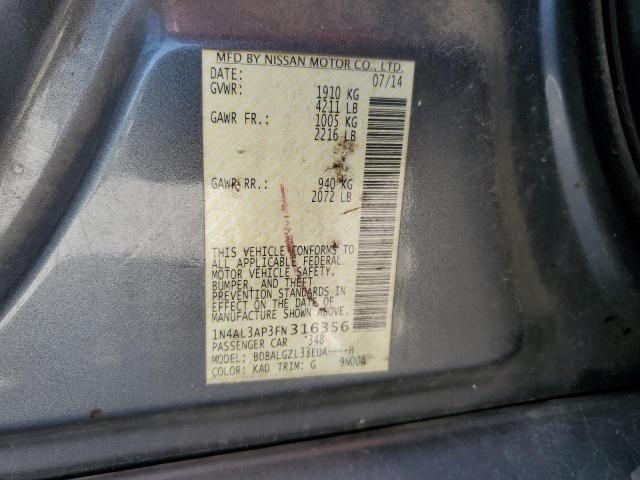 MFD BY NISSAN MOTOR CO., LTD.
DATE: 07/14
GVWR: 1910 KG
4211 LB
GAWR FR.: 1005 KG
2216 LB
GAWR RR.: 940 KG
2072 LB
THIS VEHICLE CONFORMS TO
ALL APPLICABLE FEDERAL
MOTOR VEHICLE SAFETY,
BUMPER, AND THEFT
PREVENTION STANDARDS IN
EFFECT ON THE DATE OF
MANUFACTURE SHOWN ABOVE.
1N4AL3AP3FN316356
PASSENGER CAR 348
MODEL: BDBALGZL33EUA----H
COLOR: KAD TRIM: G 9N004